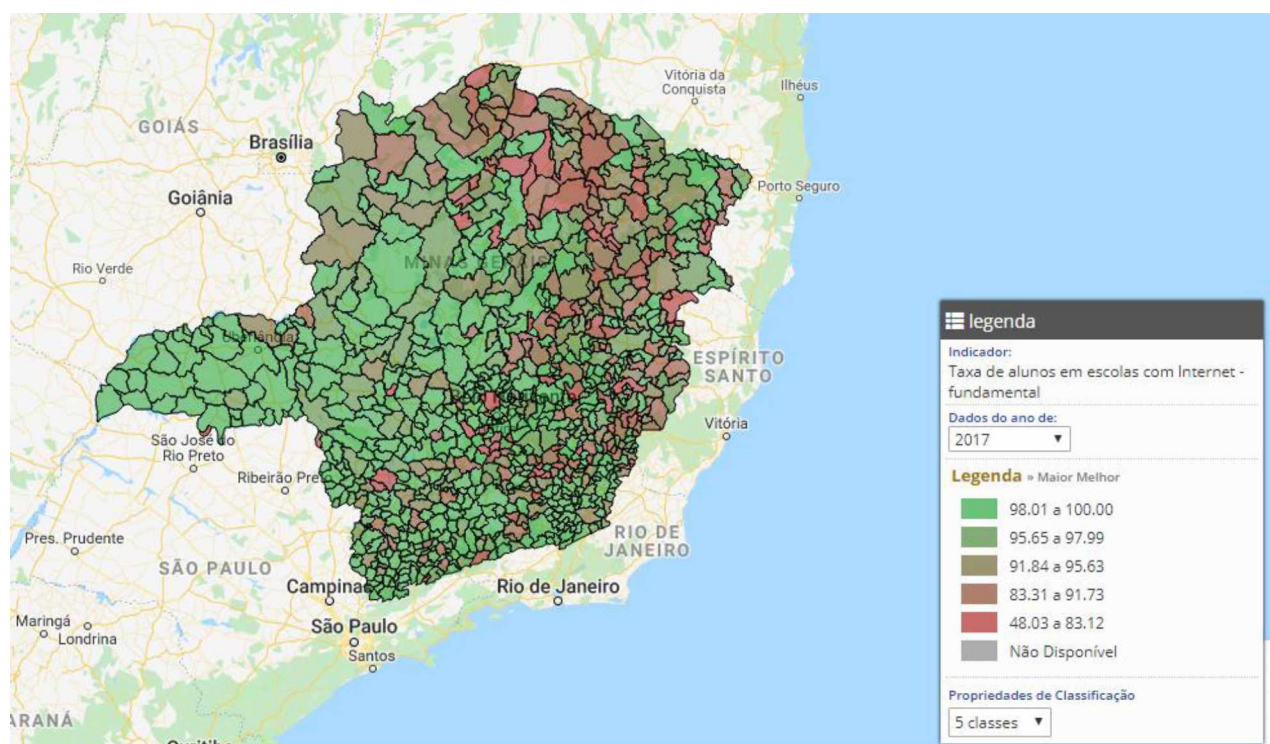 Vitória da
Conquista
Ilhéus
GOIÁS
Brasília
Goiânia
Porto Seguro
Rio Verde
MINAS GERAIS
Uberlândia
ESPÍRITO
SANTO
Vitória
São José do
Rio Preto
Ribeirão Pre
RIO DE
JANEIRO
Pres. Prudente
SÃO PAULO
Campinas
Rio de Janeiro
Maringá
Londrina
São Paulo
Santos
ARANÁ
legenda
Indicador:
Taxa de alunos em escolas com Internet -
fundamental
Dados do ano de:
2017
Legenda » Maior Melhor
98.01 a 100.00
95.65 a 97.99
91.84 a 95.63
83.31 a 91.73
48.03 a 83.12
Não Disponível
Propriedades de Classificação
5 classes